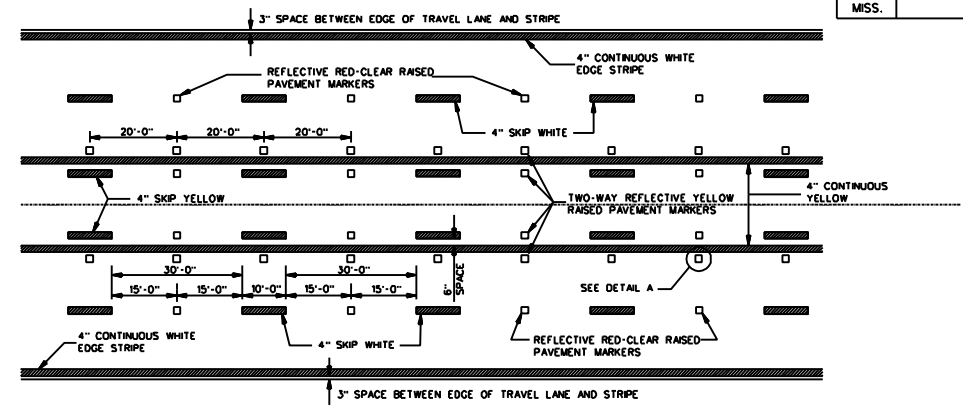 MISS.
3" SPACE BETWEEN EDGE OF TRAVEL LANE AND STRIPE
4" CONTINUOUS WHITE
EDGE STRIPE
REFLECTIVE RED-CLEAR RAISED
PAVEMENT MARKERS
4" SKIP WHITE
20'-0" 20'-0" 20'-0"
4" SKIP YELLOW
TWO-WAY REFLECTIVE YELLOW
RAISED PAVEMENT MARKERS
4" CONTINUOUS
YELLOW
30'-0" 30'-0"
15'-0" 15'-0" 10'-0" 15'-0" 15'-0"
6"
SPACE
SEE DETAIL A
4" CONTINUOUS WHITE
EDGE STRIPE
4" SKIP WHITE
REFLECTIVE RED-CLEAR RAISED
PAVEMENT MARKERS
3" SPACE BETWEEN EDGE OF TRAVEL LANE AND STRIPE